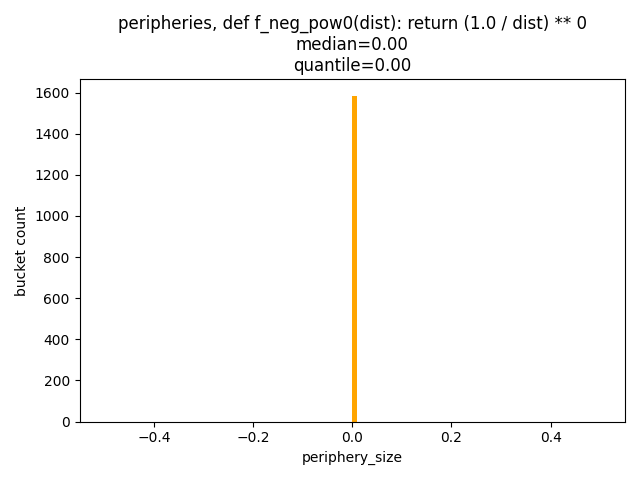 peripheries, def f_neg_pow0(dist): return (1.0 / dist) ** 0
median=0.00
quantile=0.00
1600
1400
1200
1000
800
600
400
200
0
bucket count
−0.4
−0.2
0.0
0.2
0.4
periphery_size